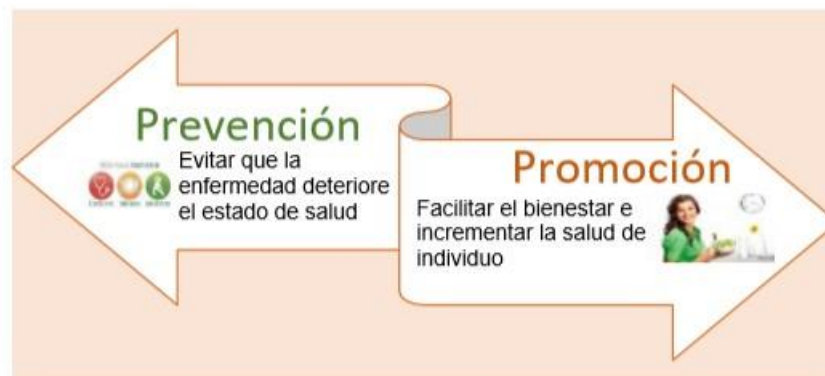 Prevención
Evitar que la
enfermedad deteriore
el estado de salud
Promoción
Facilitar el bienestar e
incrementar la salud de
individuo